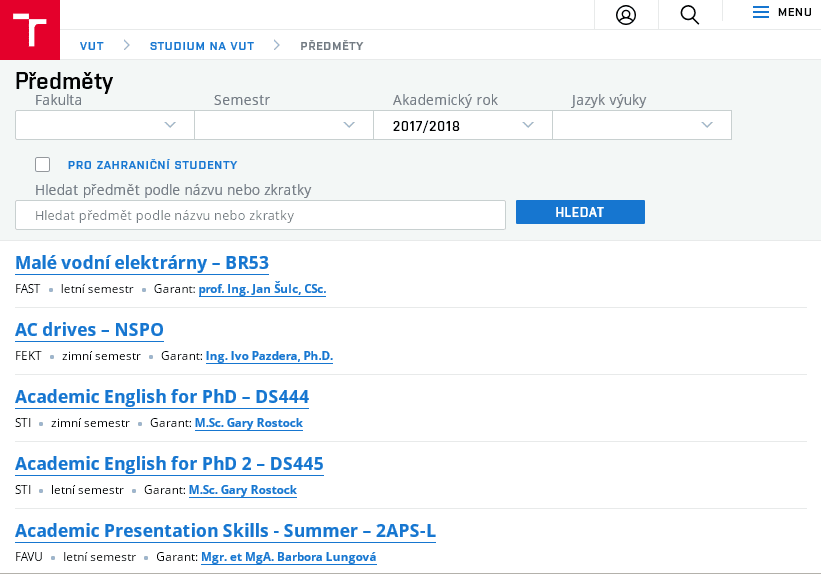 MENU
VUT
STUDIUM NA VUT
PŘEDMĚTY
Předměty
Fakulta
Semestr
Akademický rok
Jazyk výuky
2017/2018
PRO ZAHRANIČNÍ STUDENTY
Hledat předmět podle názvu nebo zkratky
Hledat předmět podle názvu nebo zkratky
HLEDAT
Malé vodní elektrárny – BR53
FAST • letní semestr • Garant: prof. Ing. Jan Šulc, CSc.
AC drives – NSPO
FEKT • zimní semestr • Garant: Ing. Ivo Pazdera, Ph.D.
Academic English for PhD – DS444
STI • zimní semestr • Garant: M.Sc. Gary Rostock
Academic English for PhD 2 – DS445
STI • letní semestr • Garant: M.Sc. Gary Rostock
Academic Presentation Skills - Summer – 2APS-L
FAVU • letní semestr • Garant: Mgr. et MgA. Barbora Lungová